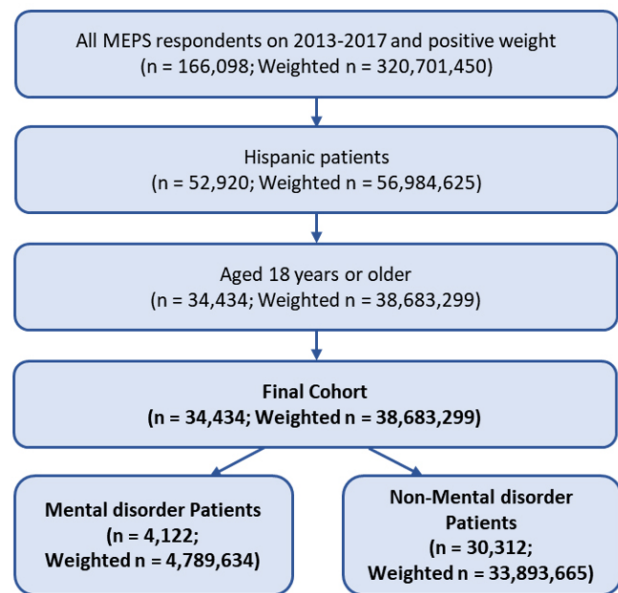 All MEPS respondents on 2013-2017 and positive weight
(n = 166,098; Weighted n = 320,701,450)
Hispanic patients
(n = 52,920; Weighted n = 56,984,625)
Aged 18 years or older
(n = 34,434; Weighted n = 38,683,299)
Final Cohort
(n = 34,434; Weighted n = 38,683,299)
Mental disorder Patients
(n = 4,122;
Weighted n = 4,789,634)
Non-Mental disorder
Patients
(n = 30,312;
Weighted n = 33,893,665)